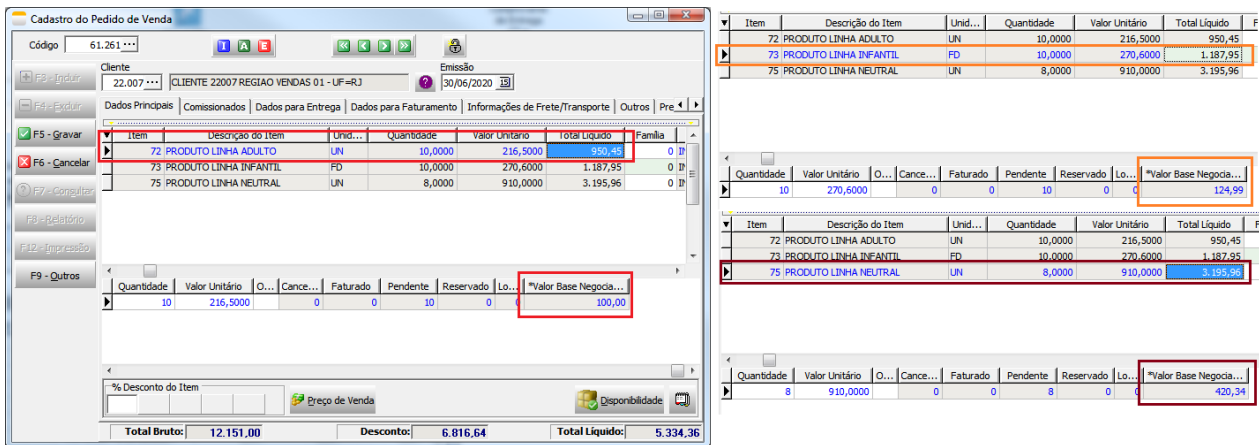 Cadastro do Pedido de Venda
Código 61.261 ... I A E
Cliente Emissão
22.007 ... CLIENTE 22007 REGIAO VENDAS 01 - UF=RJ ? 30/06/2020 15
F3 - Incluir
F4 - Excluir
F5 - Gravar
F6 - Cancelar
F7 - Consultar
F8 - Relatório
F12 - Impressão
F9 - Outros
Dados Principais Comissionados Dados para Entrega Dados para Faturamento Informações de Frete/Transporte Outros Pre
Item Descrição do Item Unid... Quantidade Valor Unitário Total Líquido Família
72 PRODUTO LINHA ADULTO UN 10,0000 216,5000 950,45 0 IN
73 PRODUTO LINHA INFANTIL FD 10,0000 270,6000 1.187,95 0 IN
75 PRODUTO LINHA NEUTRAL UN 8,0000 910,0000 3.195,96 0 IN
Quantidade Valor Unitário O... Cance... Faturado Pendente Reservado Lo... *Valor Base Negocia...
10 216,5000 0 0 10 0 0 100,00
% Desconto do Item
Preço de Venda Disponibilidade
Total Bruto: 12.151,00 Desconto: 6.816,64 Total Líquido: 5.334,36
Item Descrição do Item Unid... Quantidade Valor Unitário Total Líquido F
72 PRODUTO LINHA ADULTO UN 10,0000 216,5000 950,45
73 PRODUTO LINHA INFANTIL FD 10,0000 270,6000 1.187,95
75 PRODUTO LINHA NEUTRAL UN 8,0000 910,0000 3.195,96
Quantidade Valor Unitário O... Cance... Faturado Pendente Reservado Lo... *Valor Base Negocia...
10 270,6000 0 0 10 0 0 124,99
Item Descrição do Item Unid... Quantidade Valor Unitário Total Líquido F
72 PRODUTO LINHA ADULTO UN 10,0000 216,5000 950,45
73 PRODUTO LINHA INFANTIL FD 10,0000 270,6000 1.187,95
75 PRODUTO LINHA NEUTRAL UN 8,0000 910,0000 3.195,96
Quantidade Valor Unitário O... Cance... Faturado Pendente Reservado Lo... *Valor Base Negocia...
8 910,0000 0 0 8 0 0 420,34